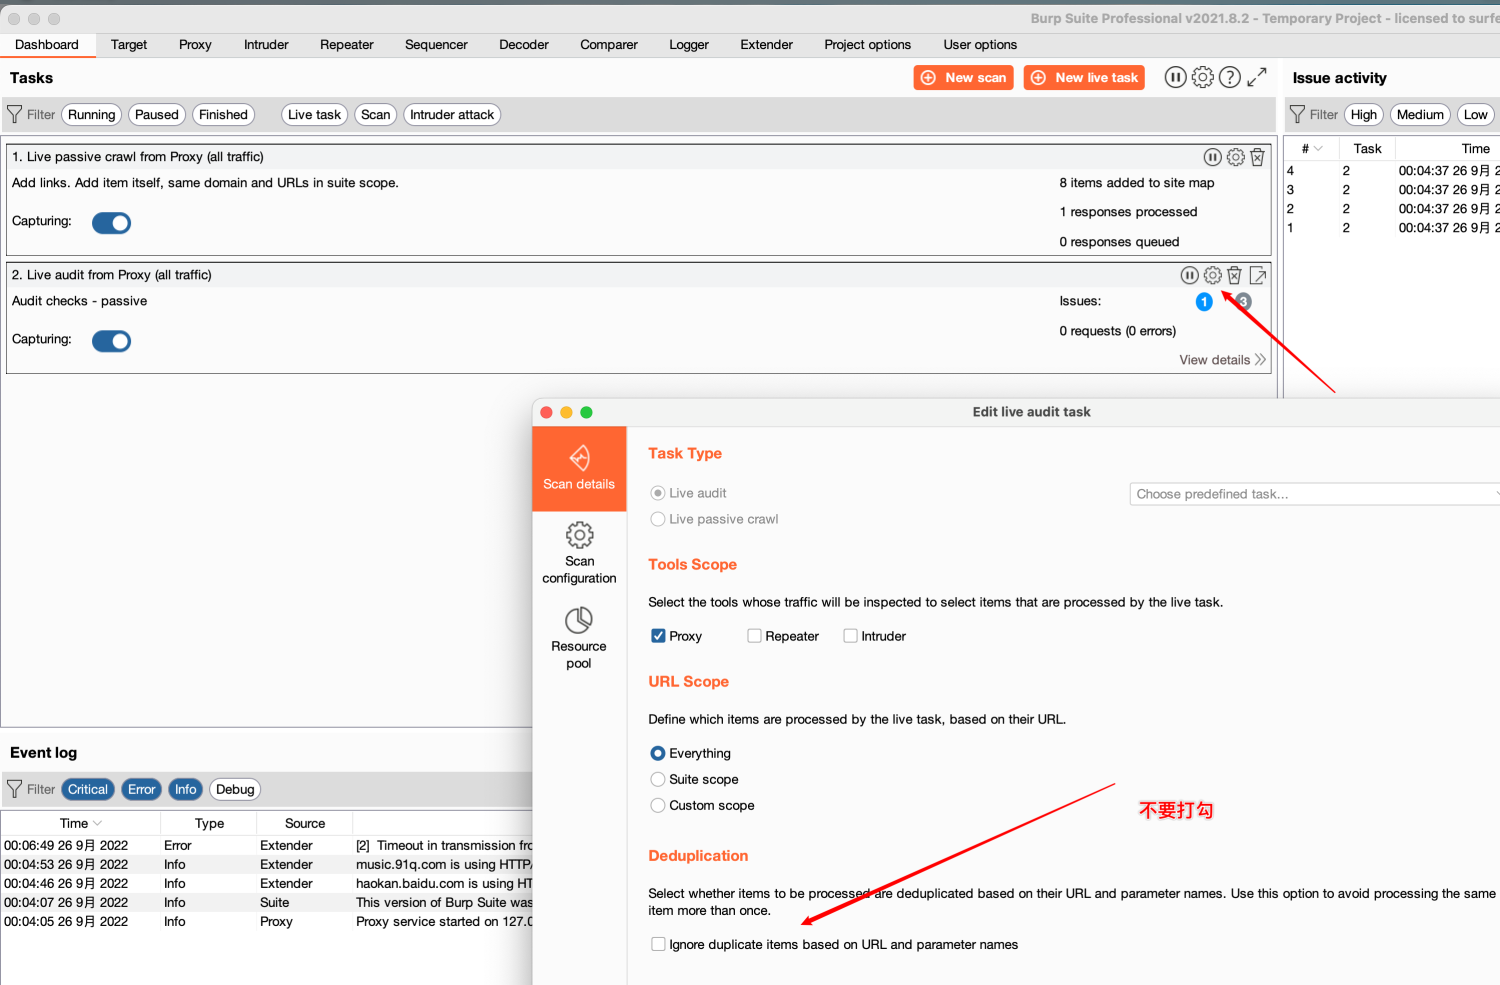 Burp Suite Professional v2021.8.2 - Temporary Project - licensed to surfe
Dashboard Target Proxy Intruder Repeater Sequencer Decoder Comparer Logger Extender Project options User options
Tasks
New scan
New live task
Issue activity
Filter Running Paused Finished Live task Scan Intruder attack
Filter High Medium Low
1. Live passive crawl from Proxy (all traffic)
Add links. Add item itself, same domain and URLs in suite scope.
Capturing:
8 items added to site map
1 responses processed
0 responses queued
2. Live audit from Proxy (all traffic)
Audit checks - passive
Capturing:
Issues: 1 3
0 requests (0 errors)
View details
# Task Time
4 2 00:04:37 26 9月 2
3 2 00:04:37 26 9月 2
2 2 00:04:37 26 9月 2
1 2 00:04:37 26 9月 2
Edit live audit task
Scan details
Scan
configuration
Resource
pool
Task Type
Live audit
Choose predefined task...
Live passive crawl
Tools Scope
Select the tools whose traffic will be inspected to select items that are processed by the live task.
Proxy Repeater Intruder
URL Scope
Define which items are processed by the live task, based on their URL.
Everything
Suite scope
Custom scope
不要打勾
Deduplication
Select whether items to be processed are deduplicated based on their URL and parameter names. Use this option to avoid processing the same
item more than once.
Ignore duplicate items based on URL and parameter names
Event log
Filter Critical Error Info Debug
Time Type Source
00:06:49 26 9月 2022 Error Extender [2] Timeout in transmission fro
00:04:53 26 9月 2022 Info Extender music.91q.com is using HTTP/
00:04:46 26 9月 2022 Info Extender haokan.baidu.com is using HT
00:04:07 26 9月 2022 Info Suite This version of Burp Suite was
00:04:05 26 9月 2022 Info Proxy Proxy service started on 127.0